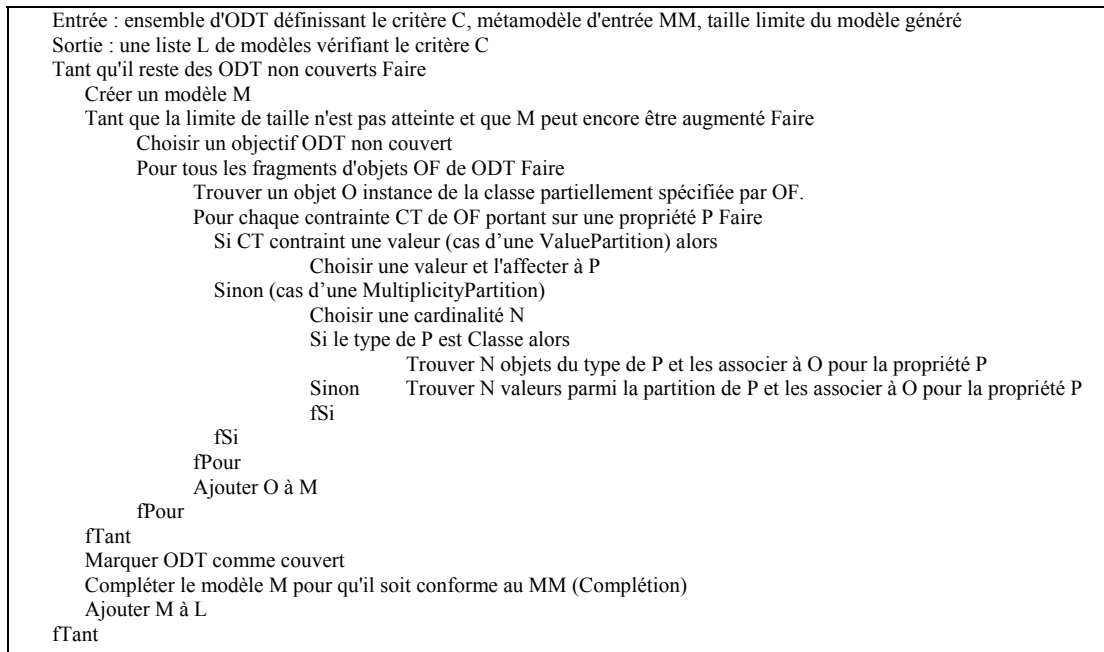 Entrée : ensemble d'ODT définissant le critère C, métamodèle d'entrée MM, taille limite du modèle généré
Sortie : une liste L de modèles vérifiant le critère C
Tant qu'il reste des ODT non couverts Faire
Créer un modèle M
Tant que la limite de taille n'est pas atteinte et que M peut encore être augmenté Faire
Choisir un objectif ODT non couvert
Pour tous les fragments d'objets OF de ODT Faire
Trouver un objet O instance de la classe partiellement spécifiée par OF.
Pour chaque contrainte CT de OF portant sur une propriété P Faire
Si CT contraint une valeur (cas d’une ValuePartition) alors
Choisir une valeur et l'affecter à P
Sinon (cas d’une MultiplicityPartition)
Choisir une cardinalité N
Si le type de P est Classe alors
Trouver N objets du type de P et les associer à O pour la propriété P
Sinon Trouver N valeurs parmi la partition de P et les associer à O pour la propriété P
fSi
fSi
fPour
Ajouter O à M
fPour
fTant
Marquer ODT comme couvert
Compléter le modèle M pour qu'il soit conforme au MM (Complétion)
Ajouter M à L
fTant